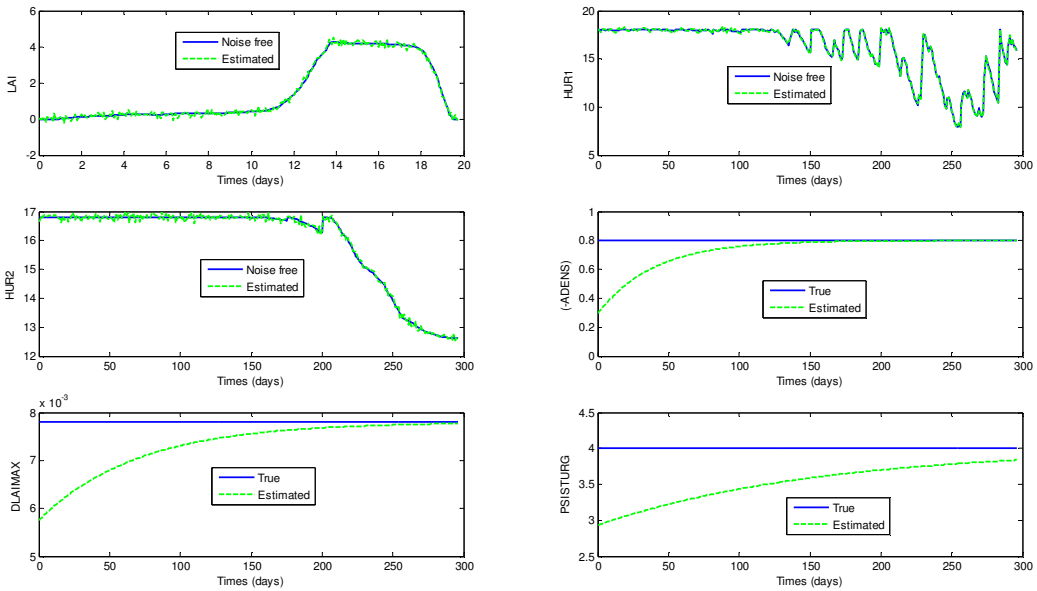 6
4
2
0
-2
LAI
Noise free
Estimated
0 2 4 6 8 10 12 14 16 18 20
Times (days)
20
15
10
5
HUR1
Noise free
Estimated
0 50 100 150 200 250 300
Times (days)
17
16
15
14
13
12
HUR2
Noise free
Estimated
0 50 100 150 200 250 300
Times (days)
1
0.8
0.6
0.4
0.2
0
(-ADENS)
True
Estimated
0 50 100 150 200 250 300
Times (days)
x 10-3
8
7
6
5
DLAIMAX
True
Estimated
0 50 100 150 200 250 300
Times (days)
4.5
4
3.5
3
2.5
PSISTURG
True
Estimated
0 50 100 150 200 250 300
Times (days)